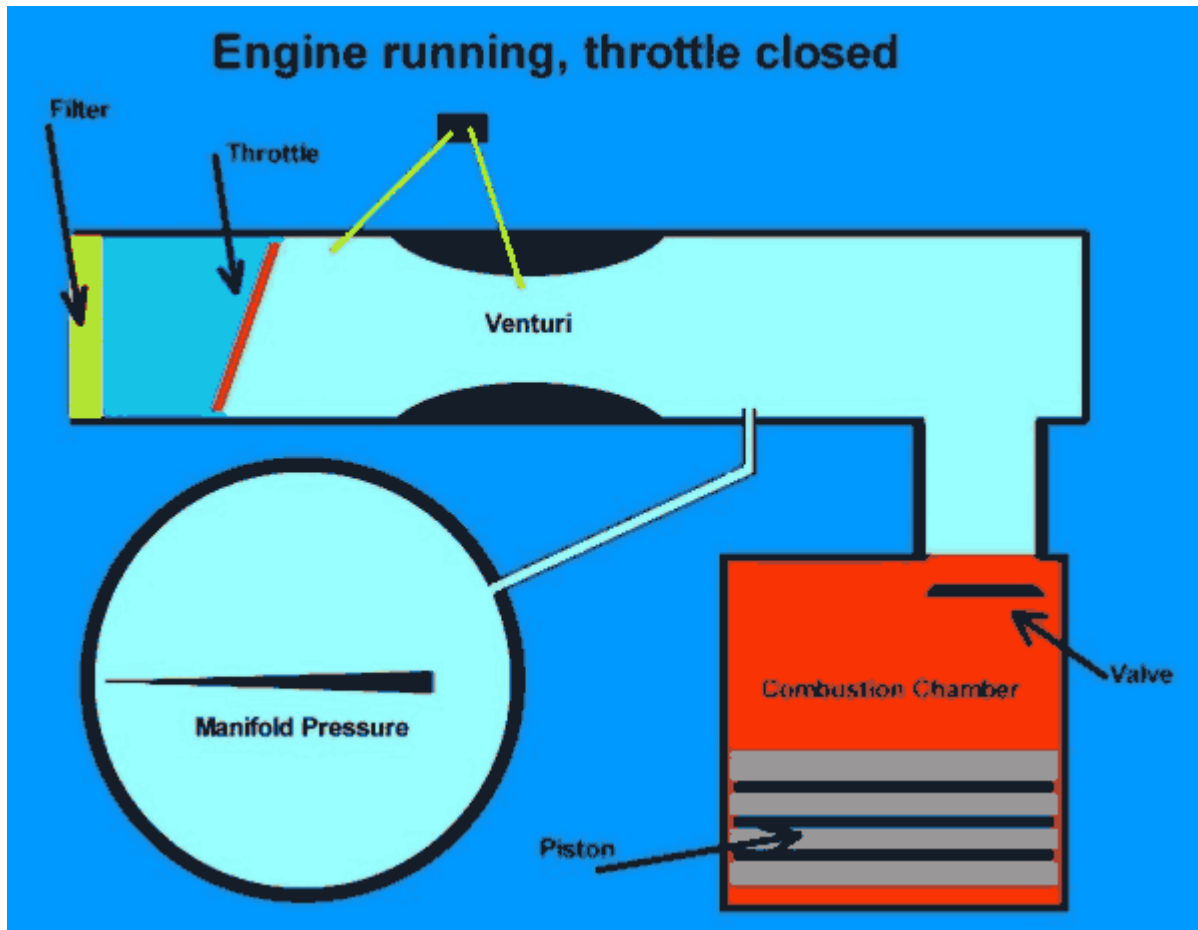 Engine running, throttle closed
Filter
Throttle
Venturi
Manifold Pressure
Combustion Chamber
Valve
Piston